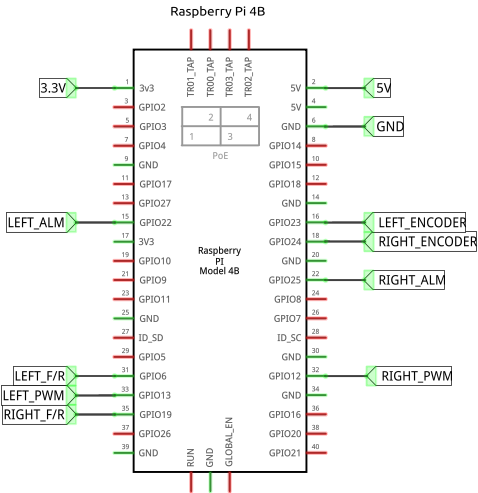 Raspberry Pi 4B
TR01_TAP
TR00_TAP
TR03_TAP
TR02_TAP
3.3V 1 3v3 5V 2 5V
3 GPIO2 5V 4
5 GPIO3 GND 6 GND
7 GPIO4 GPIO14 8
9 GND GPIO15 10
11 GPIO17 GPIO18 12
13 GPIO27 GND 14
LEFT_ALM 15 GPIO22 GPIO23 16 LEFT_ENCODER
17 3V3 GPIO24 18 RIGHT_ENCODER
19 GPIO10 GND 20
21 GPIO9 GPIO25 22 RIGHT_ALM
23 GPIO11 GPIO8 24
25 GND GPIO7 26
27 ID_SD ID_SC 28
29 GPIO5 GND 30
LEFT_F/R 31 GPIO6 GPIO12 32 RIGHT_PWM
LEFT_PWM 33 GPIO13 GND 34
RIGHT_F/R 35 GPIO19 GPIO16 36
37 GPIO26 GPIO20 38
39 GND GPIO21 40
2 4
1 3
PoE
Raspberry
PI
Model 4B
RUN
GND
GLOBAL_EN